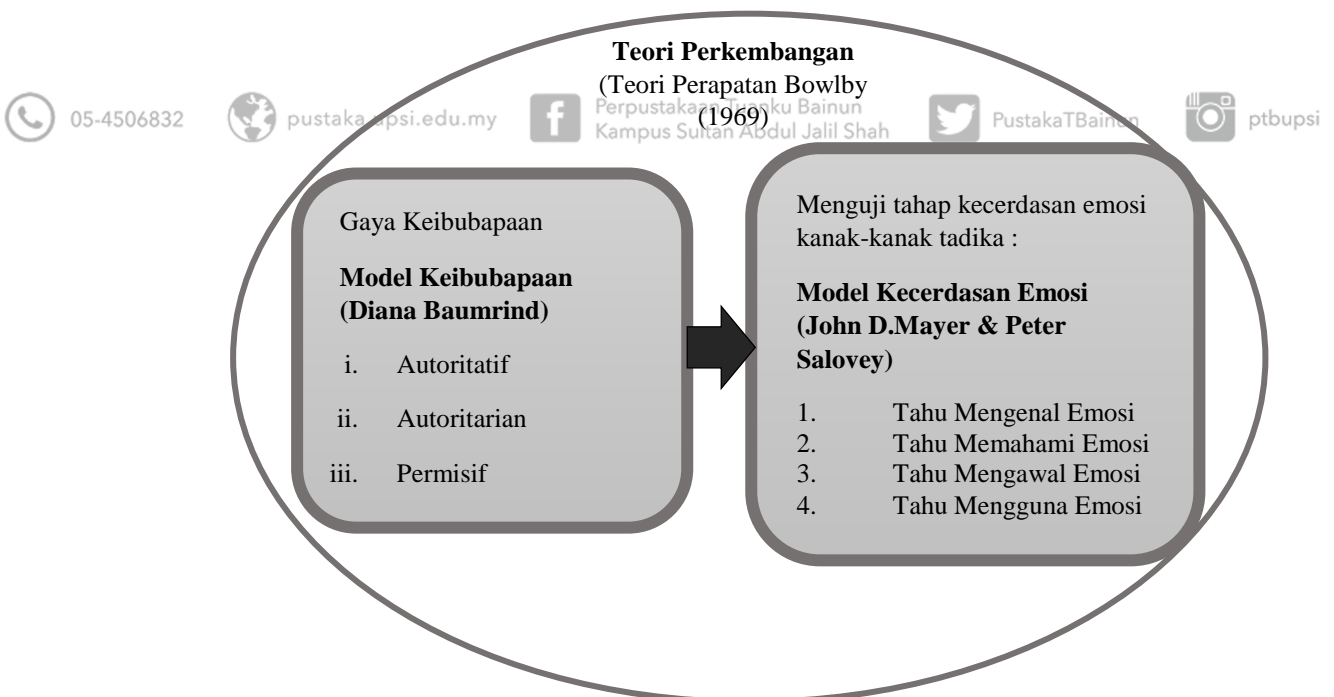 Teori Perkembangan
(Teori Perapatan Bowlby
(1969)
05-4506832
pustaka.upsi.edu.my
Perpustakaan Tuanku Bainun
Kampus Sultan Abdul Jalil Shah
PustakaTBainun
ptbupsi
Gaya Keibubapaan
Model Keibubapaan
(Diana Baumrind)
i. Autoritatif
ii. Autoritarian
iii. Permisif
Menguji tahap kecerdasan emosi
kanak-kanak tadika :
Model Kecerdasan Emosi
(John D.Mayer & Peter
Salovey)
1. Tahu Mengenal Emosi
2. Tahu Memahami Emosi
3. Tahu Mengawal Emosi
4. Tahu Mengguna Emosi